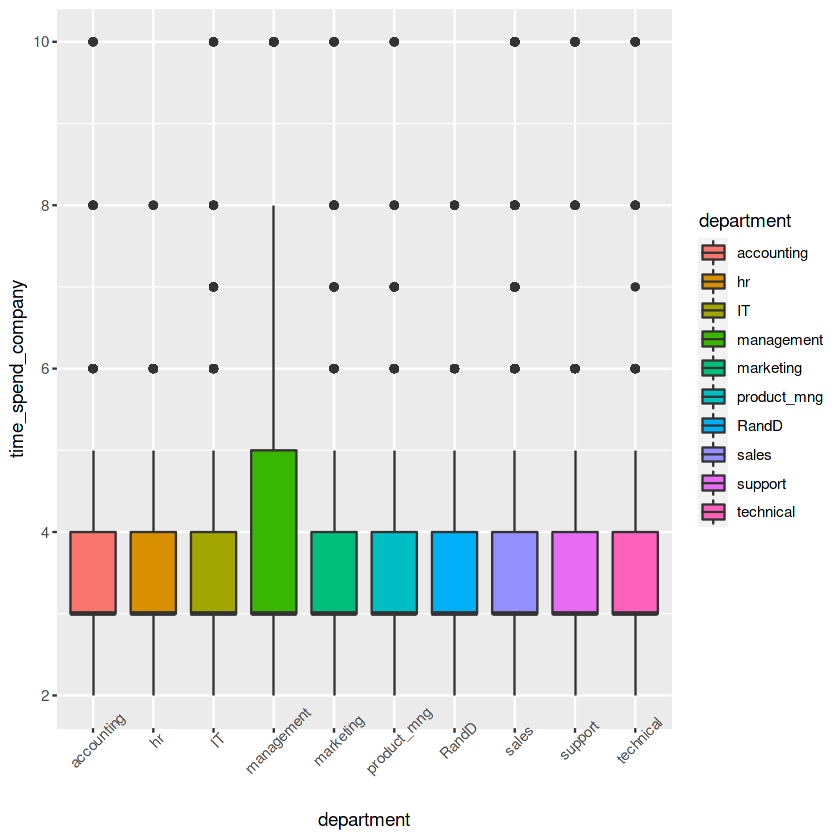 10
8
6
4
2
time_spend_company
accounting
hr
IT
management
marketing
product_mng
RandD
sales
support
technical
department
department
accounting
hr
IT
management
marketing
product_mng
RandD
sales
support
technical